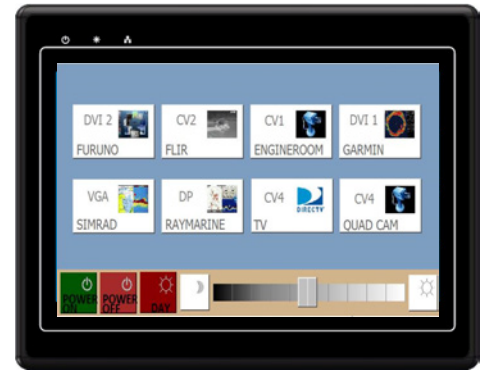 DVI 2
FURUNO
CV2
FLIR
CV1
ENGINEROOM
DVI 1
GARMIN
VGA
SIMRAD
DP
RAYMARINE
CV4
DIRECTV
TV
CV4
QUAD CAM
POWER
ON
POWER
OFF
DAY